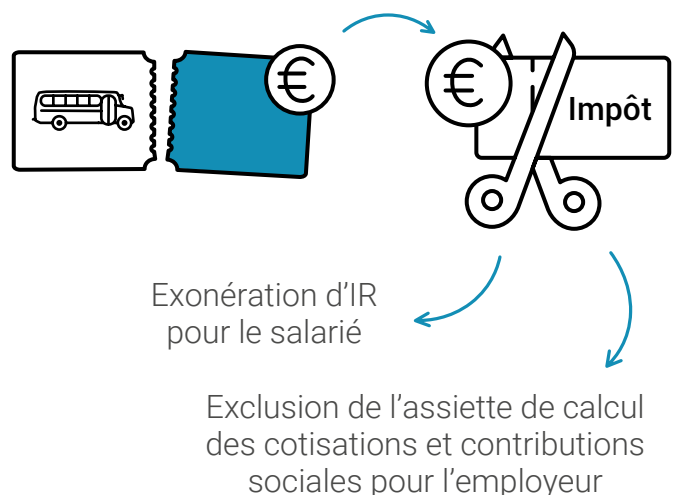 €
€
Impôt
Exonération d’IR
pour le salarié
Exclusion de l’assiette de calcul
des cotisations et contributions
sociales pour l’employeur